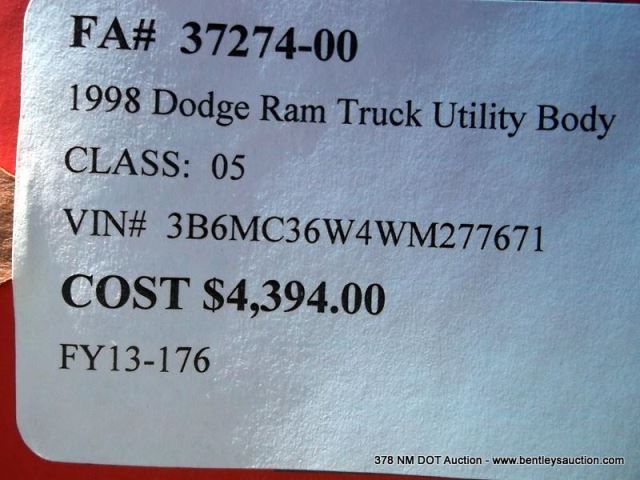 FA# 37274-00
1998 Dodge Ram Truck Utility Body
CLASS: 05
VIN# 3B6MC36W4WM277671
COST $4,394.00
FY13-176
378 NM DOT Auction - www.bentleysauction.com